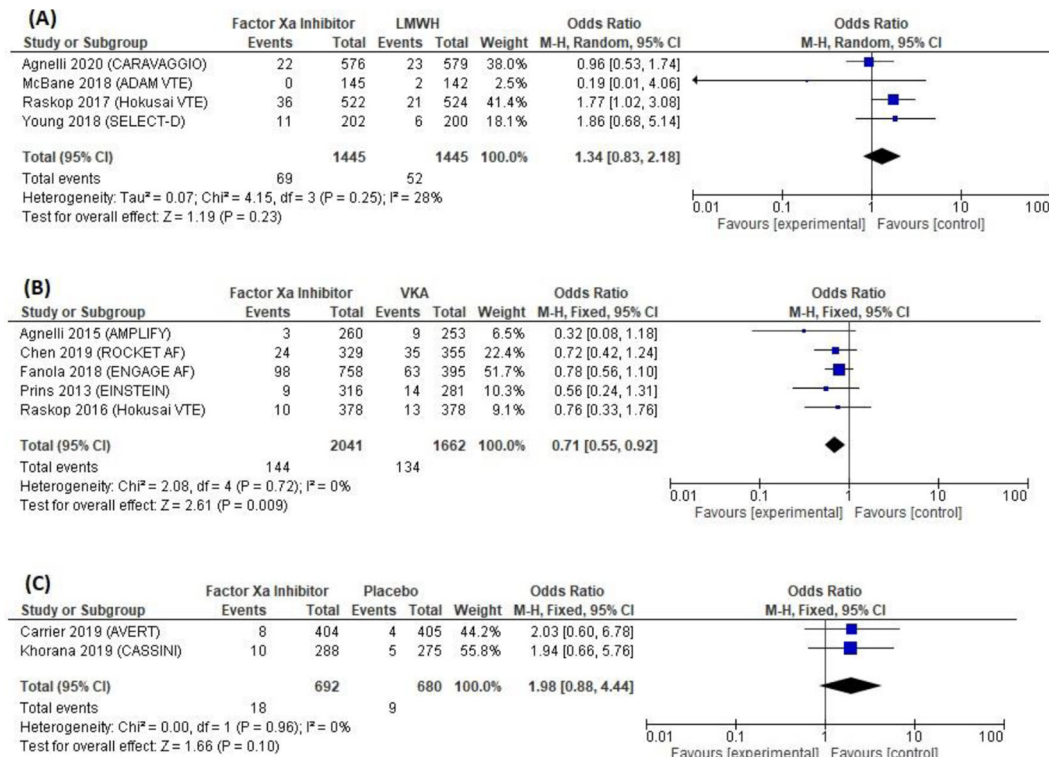 (A)
Factor Xa Inhibitor LMWH Odds Ratio Odds Ratio
Study or Subgroup Events Total Events Total Weight M-H, Random, 95% CI M-H, Random, 95% CI
Agnelli 2020 (CARAVAGGIO) 22 576 23 579 38.0% 0.96 [0.53, 1.74]
McBane 2018 (ADAM VTE) 0 145 2 142 2.5% 0.19 [0.01, 4.06]
Raskop 2017 (Hokusai VTE) 36 522 21 524 41.4% 1.77 [1.02, 3.08]
Young 2018 (SELECT-D) 11 202 6 200 18.1% 1.86 [0.68, 5.14]
Total (95% CI) 1445 1445 100.0% 1.34 [0.83, 2.18]
Total events 69 52
Heterogeneity: Tau² = 0.07; Chi² = 4.15, df = 3 (P = 0.25); I² = 28%
Test for overall effect: Z = 1.19 (P = 0.23)
0.01 0.1 1 10 100
Favours [experimental] Favours [control]
(B)
Factor Xa Inhibitor VKA Odds Ratio Odds Ratio
Study or Subgroup Events Total Events Total Weight M-H, Fixed, 95% CI M-H, Fixed, 95% CI
Agnelli 2015 (AMPLIFY) 3 260 9 253 6.5% 0.32 [0.08, 1.18]
Chen 2019 (ROCKET AF) 24 329 35 355 22.4% 0.72 [0.42, 1.24]
Fanola 2018 (ENGAGE AF) 98 758 63 395 51.7% 0.78 [0.56, 1.10]
Prins 2013 (EINSTEIN) 9 316 14 281 10.3% 0.56 [0.24, 1.31]
Raskop 2016 (Hokusai VTE) 10 378 13 378 9.1% 0.76 [0.33, 1.76]
Total (95% CI) 2041 1662 100.0% 0.71 [0.55, 0.92]
Total events 144 134
Heterogeneity: Chi² = 2.08, df = 4 (P = 0.72); I² = 0%
Test for overall effect: Z = 2.61 (P = 0.009)
0.01 0.1 1 10 100
Favours [experimental] Favours [control]
(C)
Factor Xa Inhibitor Placebo Odds Ratio Odds Ratio
Study or Subgroup Events Total Events Total Weight M-H, Fixed, 95% CI M-H, Fixed, 95% CI
Carrier 2019 (AVERT) 8 404 4 405 44.2% 2.03 [0.60, 6.78]
Khorana 2019 (CASSINI) 10 288 5 275 55.8% 1.94 [0.66, 5.76]
Total (95% CI) 692 680 100.0% 1.98 [0.88, 4.44]
Total events 18 9
Heterogeneity: Chi² = 0.00, df = 1 (P = 0.96); I² = 0%
Test for overall effect: Z = 1.66 (P = 0.10)
0.01 0.1 1 10 100
Favours [experimental] Favours [control]